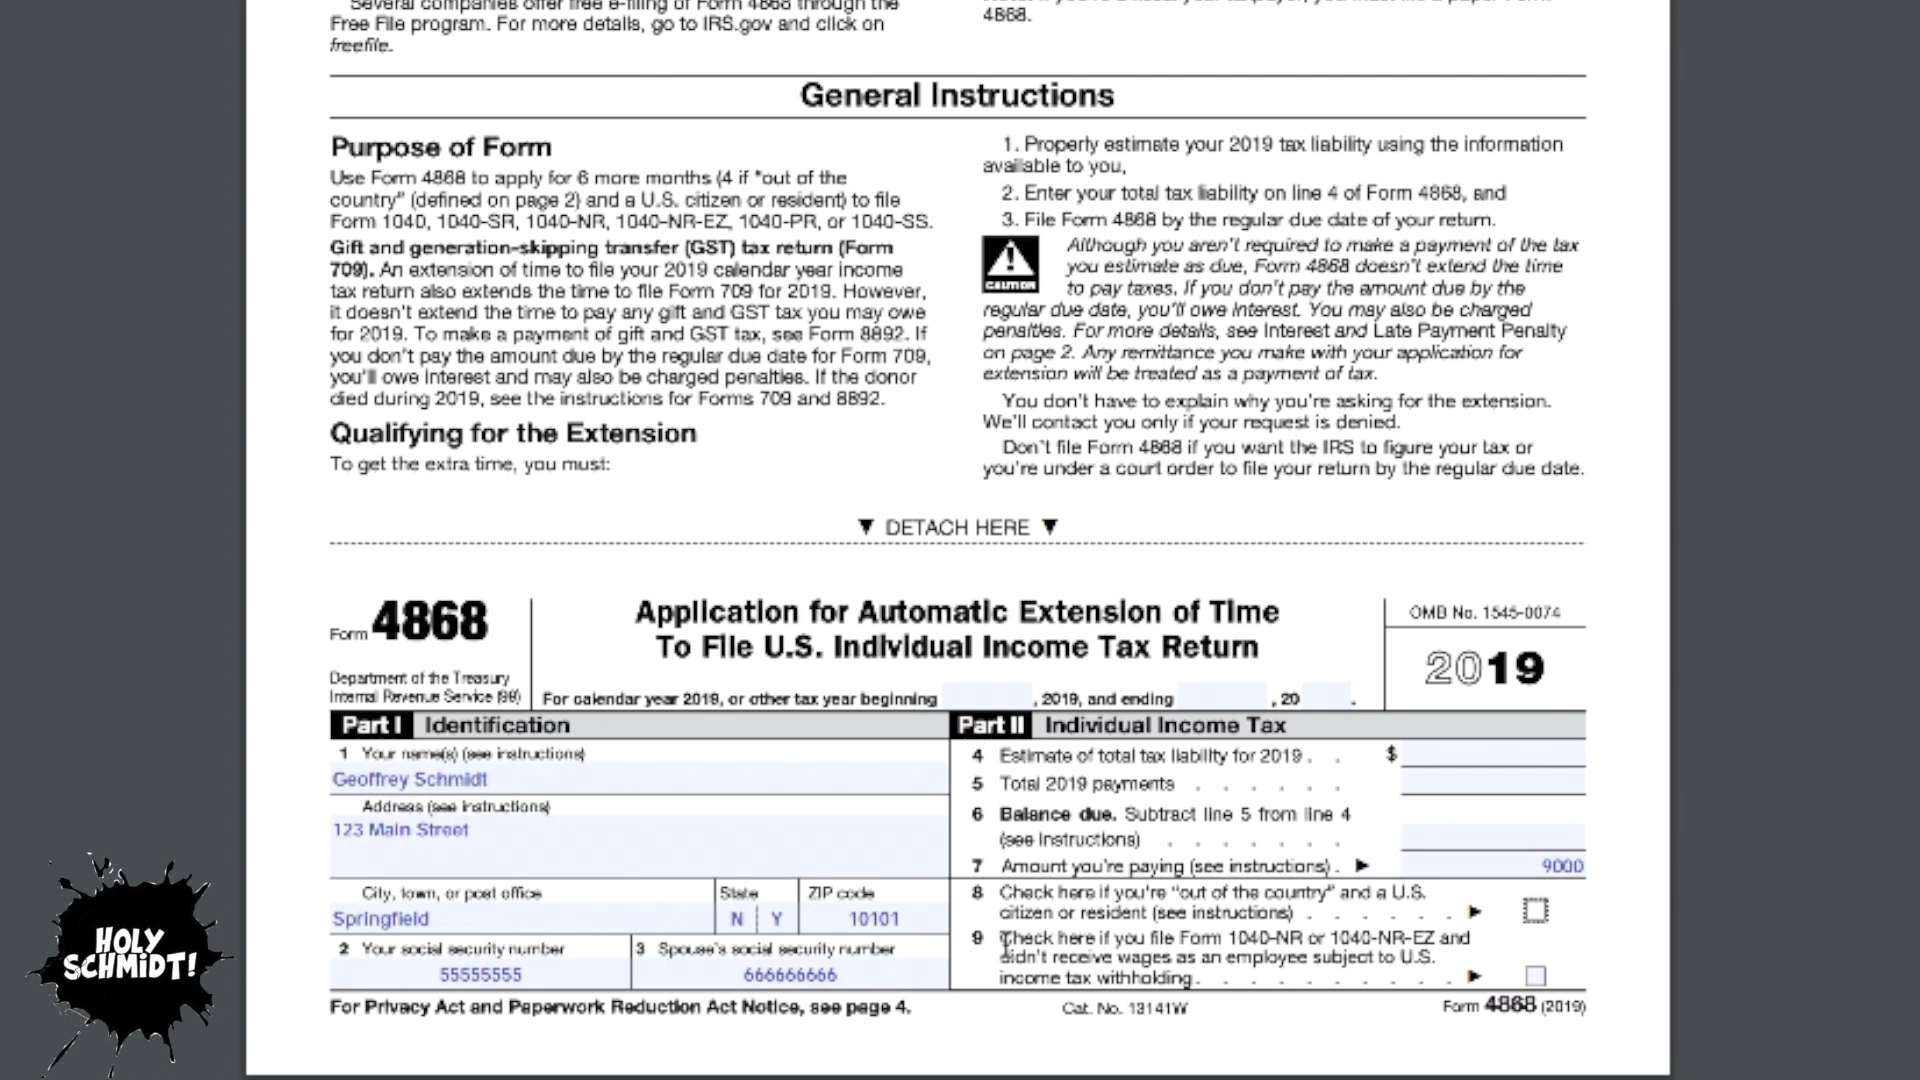 Several companies offer free e-filing of Form 4868 through the
Free File program. For more details, go to IRS.gov and click on
freefile.
4868.
General Instructions
Purpose of Form
Use Form 4868 to apply for 6 more months (4 if "out of the
country" (defined on page 2) and a U.S. citizen or resident) to file
Form 1040, 1040-SR, 1040-NR, 1040-NR-EZ, 1040-PR, or 1040-SS.
Gift and generation-skipping transfer (GST) tax return (Form
709). An extension of time to file your 2019 calendar year income
tax return also extends the time to file Form 709 for 2019. However,
it doesn't extend the time to pay any gift and GST tax you may owe
for 2019. To make a payment of gift and GST tax, see Form 8892. If
you don't pay the amount due by the regular due date for Form 709,
you'll owe interest and may also be charged penalties. If the donor
died during 2019, see the instructions for Forms 709 and 8892.
Qualifying for the Extension
To get the extra time, you must:
1. Properly estimate your 2019 tax liability using the information
available to you,
2. Enter your total tax liability on line 4 of Form 4868, and
3. File Form 4868 by the regular due date of your return.
CAUTION
Although you aren't required to make a payment of the tax
you estimate as due, Form 4868 doesn't extend the time
to pay taxes. If you don't pay the amount due by the
regular due date, you'll owe interest. You may also be charged
penalties. For more details, see Interest and Late Payment Penalty
on page 2. Any remittance you make with your application for
extension will be treated as a payment of tax.
You don't have to explain why you're asking for the extension.
We'll contact you only if your request is denied.
Don't file Form 4868 if you want the IRS to figure your tax or
you're under a court order to file your return by the regular due date.
▼ DETACH HERE ▼
Form 4868
Department of the Treasury
Internal Revenue Service (99)
Application for Automatic Extension of Time
To File U.S. Individual Income Tax Return
For calendar year 2019, or other tax year beginning , 2019, and ending , 20 .
OMB No. 1545-0074
2019
Part I Identification
1 Your name(s) (see instructions)
Geoffrey Schmidt
Address (see instructions)
123 Main Street
City, town, or post office State ZIP code
Springfield N Y 10101
2 Your social security number 3 Spouse's social security number
55555555 666666666
Part II Individual Income Tax
4 Estimate of total tax liability for 2019 . . $
5 Total 2019 payments . . . . . .
6 Balance due. Subtract line 5 from line 4
(see instructions) . . . . . . .
7 Amount you're paying (see instructions) . ► 9000
8 Check here if you're "out of the country" and a U.S.
citizen or resident (see instructions) . . . . . . ►
9 Check here if you file Form 1040-NR or 1040-NR-EZ and
didn't receive wages as an employee subject to U.S.
income tax withholding . . . . . . . . . . ►
For Privacy Act and Paperwork Reduction Act Notice, see page 4. Cat. No. 13141W Form 4868 (2019)
HOLY
SCHMIDT!